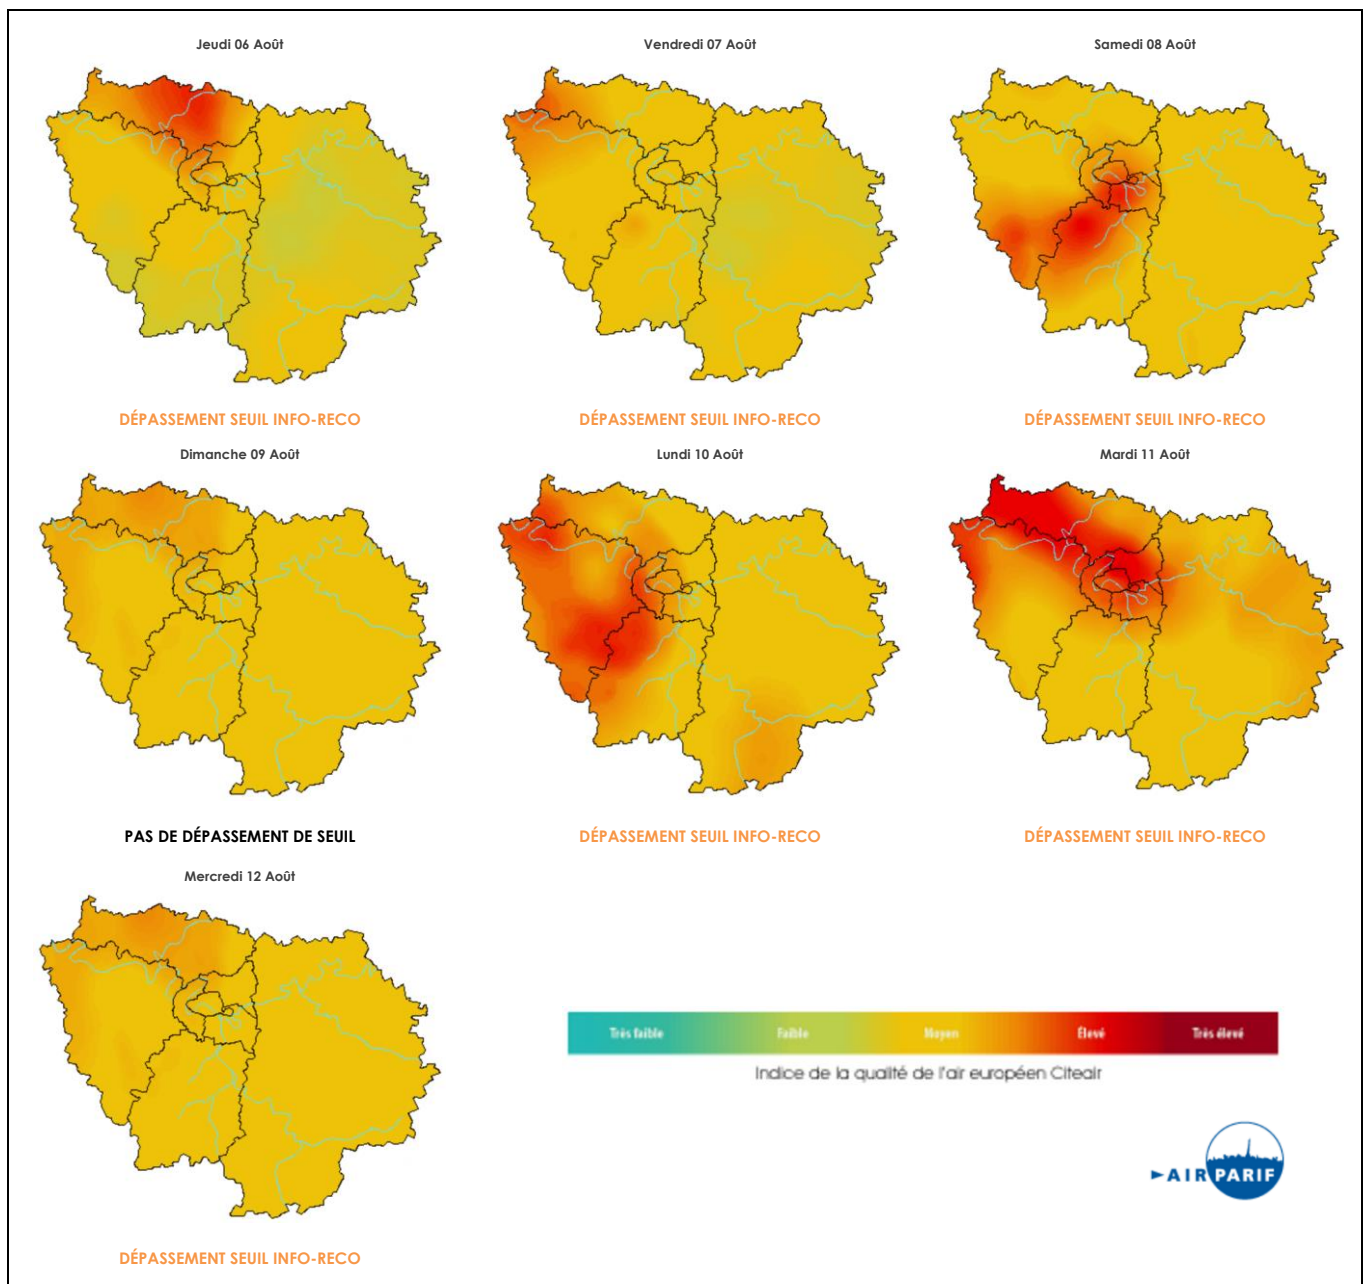 Jeudi 06 Août
Vendredi 07 Août
Samedi 08 Août
DÉPASSEMENT SEUIL INFO-RECO
DÉPASSEMENT SEUIL INFO-RECO
DÉPASSEMENT SEUIL INFO-RECO
Dimanche 09 Août
Lundi 10 Août
Mardi 11 Août
PAS DE DÉPASSEMENT DE SEUIL
DÉPASSEMENT SEUIL INFO-RECO
DÉPASSEMENT SEUIL INFO-RECO
Mercredi 12 Août
Très faible
Faible
Moyen
Élevé
Très élevé
Indice de la qualité de l'air européen Citeair
AIRPARIF
DÉPASSEMENT SEUIL INFO-RECO